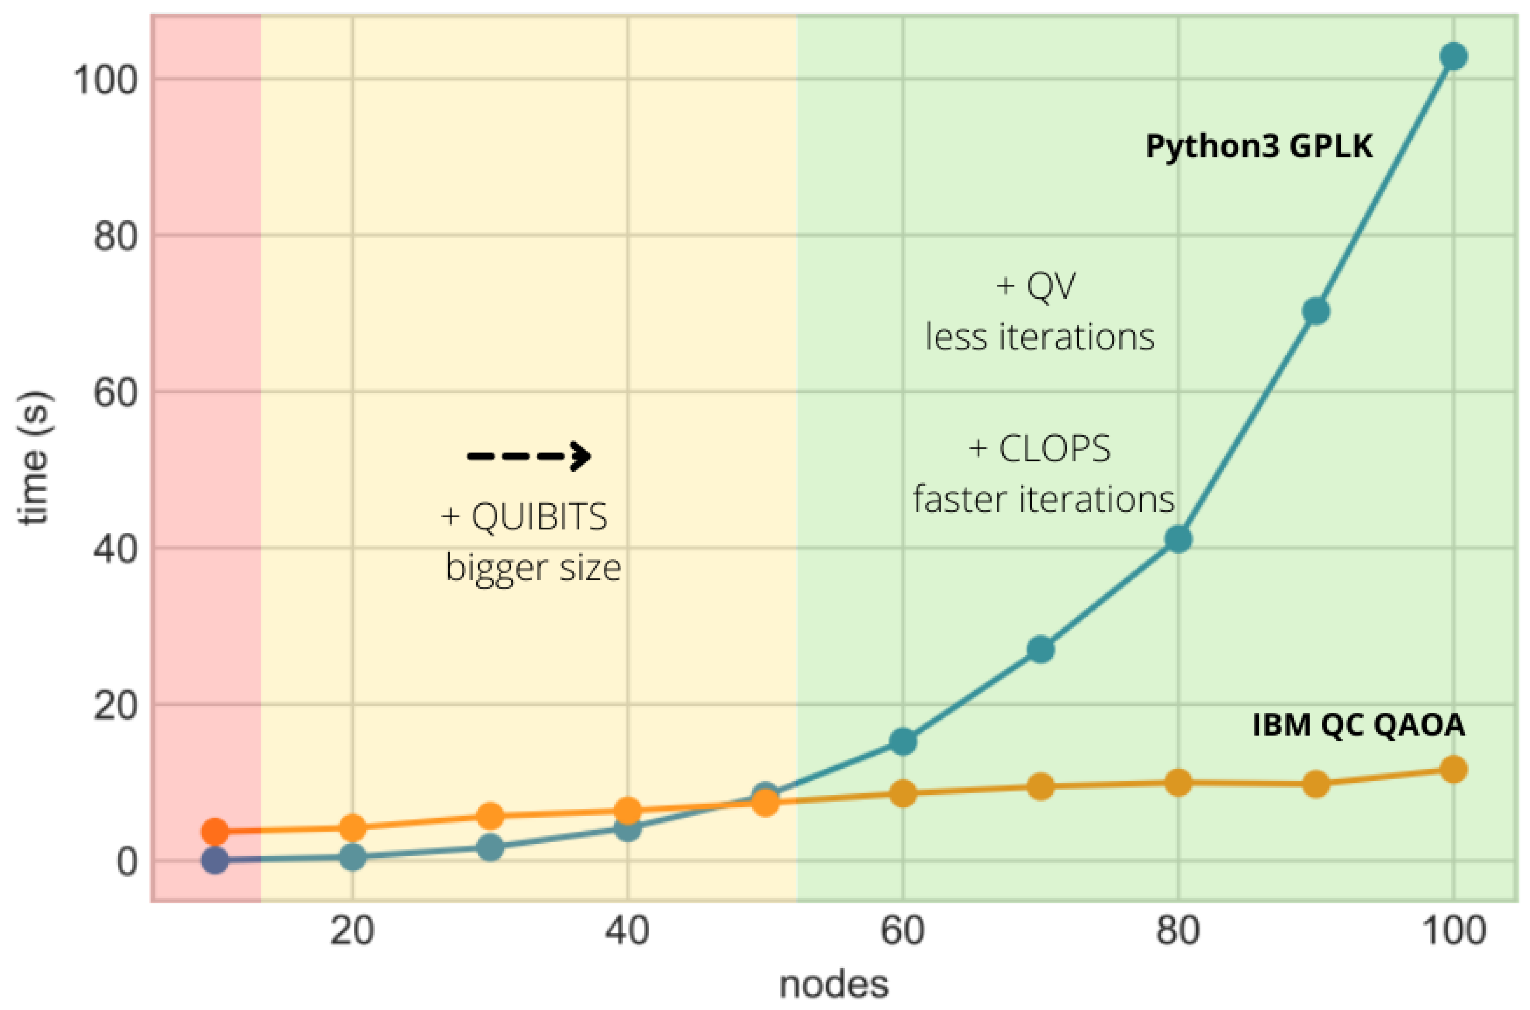 100
80
60
40
20
0
time (s)
Python3 GPLK
+ QV
less iterations
+ CLOPS
faster iterations
+ QUIBITS
bigger size
IBM QC QAOA
20 40 60 80 100
nodes